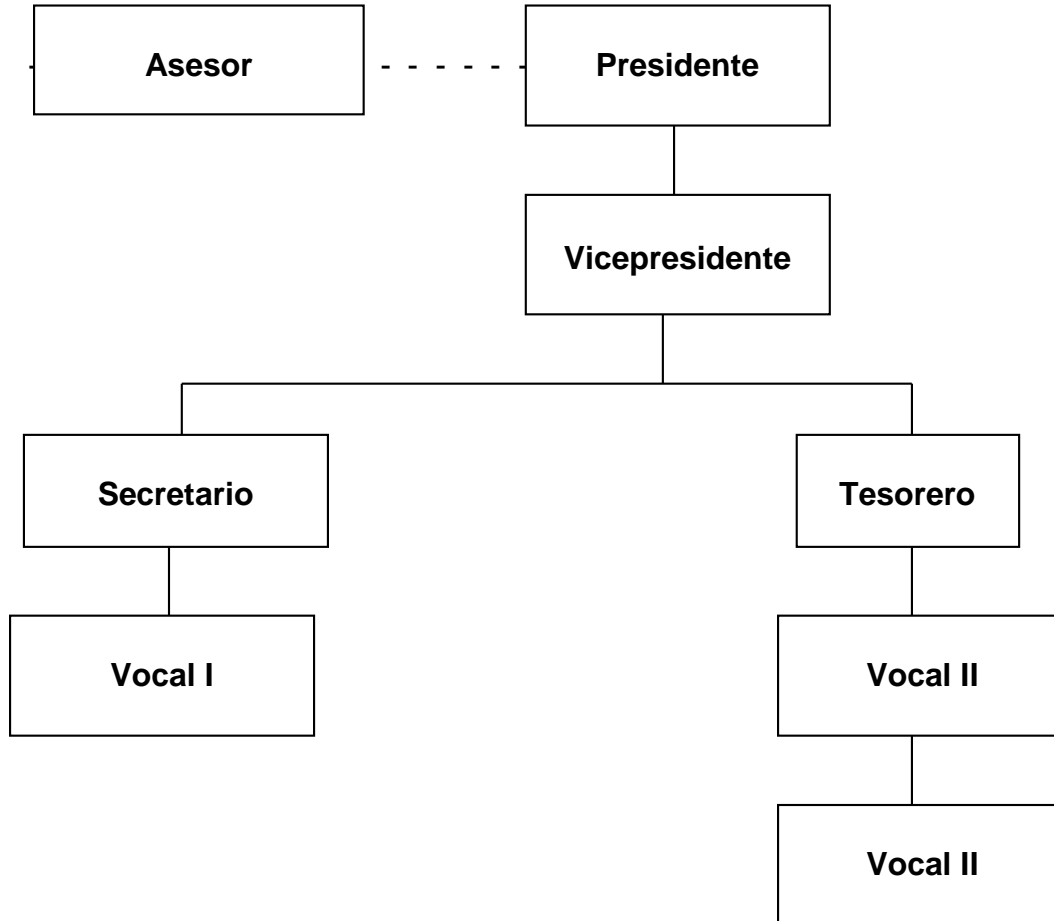 Asesor
Presidente
Vicepresidente
Secretario
Tesorero
Vocal I
Vocal II
Vocal II